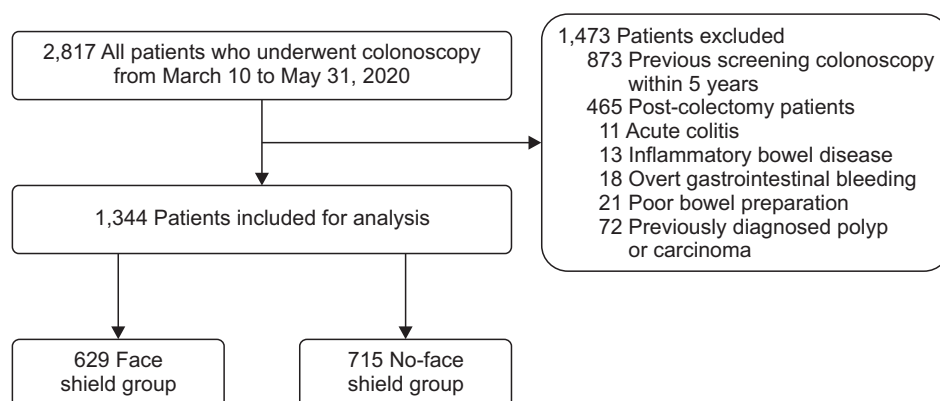 2,817 All patients who underwent colonoscopy
from March 10 to May 31, 2020
1,473 Patients excluded
873 Previous screening colonoscopy
within 5 years
465 Post-colectomy patients
11 Acute colitis
13 Inflammatory bowel disease
18 Overt gastrointestinal bleeding
21 Poor bowel preparation
72 Previously diagnosed polyp
or carcinoma
1,344 Patients included for analysis
629 Face
shield group
715 No-face
shield group